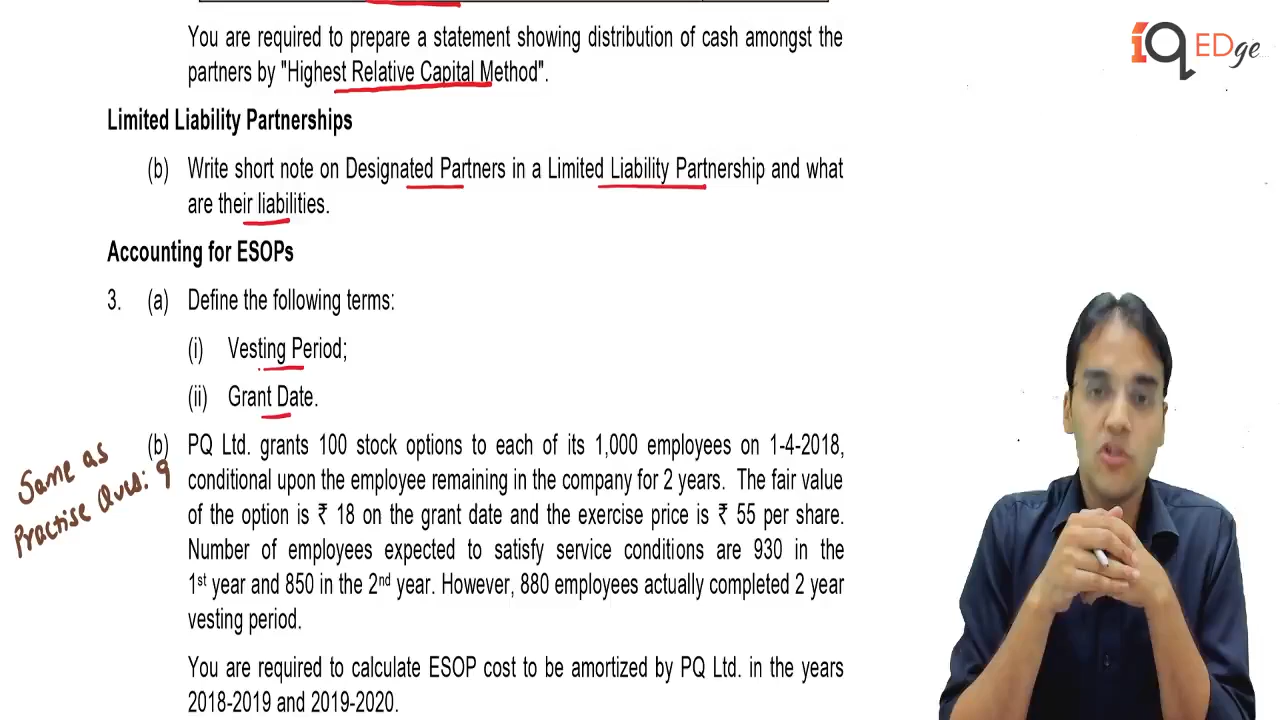 iQ EDge
You are required to prepare a statement showing distribution of cash amongst the
partners by "Highest Relative Capital Method".
Limited Liability Partnerships
(b) Write short note on Designated Partners in a Limited Liability Partnership and what
are their liabilities.
Accounting for ESOPs
3. (a) Define the following terms:
(i) Vesting Period;
(ii) Grant Date.
Same as
Practise Ques: 9
(b) PQ Ltd. grants 100 stock options to each of its 1,000 employees on 1-4-2018,
conditional upon the employee remaining in the company for 2 years. The fair value
of the option is ₹ 18 on the grant date and the exercise price is ₹ 55 per share.
Number of employees expected to satisfy service conditions are 930 in the
1st year and 850 in the 2nd year. However, 880 employees actually completed 2 year
vesting period.
You are required to calculate ESOP cost to be amortized by PQ Ltd. in the years
2018-2019 and 2019-2020.